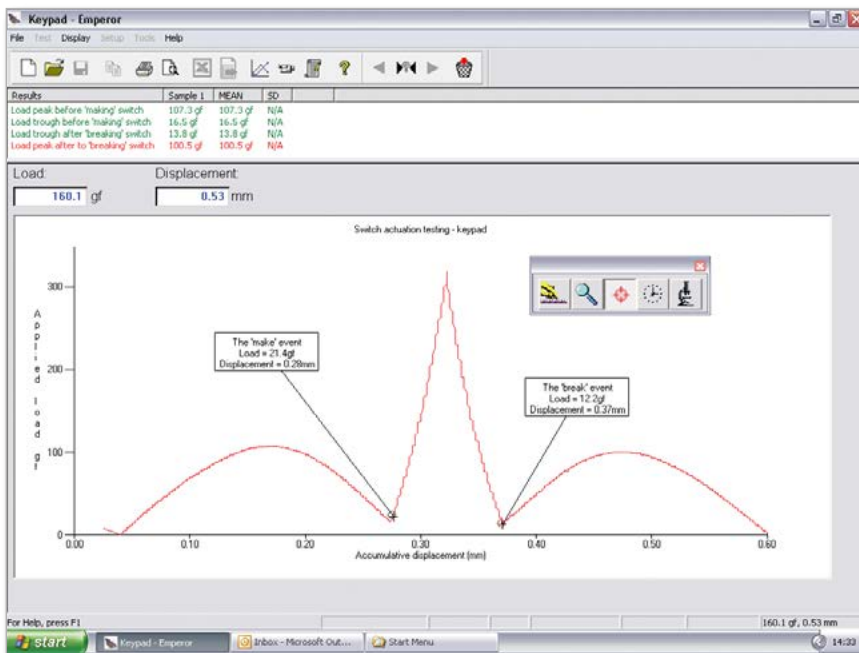 Keypad - Emperor
File Test Display Setup Tools Help
Results Sample 1 MEAN SD
Load peak before 'making' switch 107.3 gf 107.3 gf N/A
Load trough before 'making' switch 16.5 gf 16.5 gf N/A
Load trough after 'breaking' switch 13.8 gf 13.8 gf N/A
Load peak after to 'breaking' switch 100.5 gf 100.5 gf N/A
Load: Displacement:
160.1 gf 0.53 mm
Switch actuation testing - keypad
300
200
100
0
Applied load gf
The 'make' event
Load = 21.4gf
Displacement = 0.28mm
The 'break' event
Load = 12.2gf
Displacement = 0.37mm
0.00 0.10 0.20 0.30 0.40 0.50 0.60
Accumulative displacement (mm)
For Help, press F1 160.1 gf, 0.53 mm
start Keypad - Emperor Inbox - Microsoft Out... Start Menu 14:33